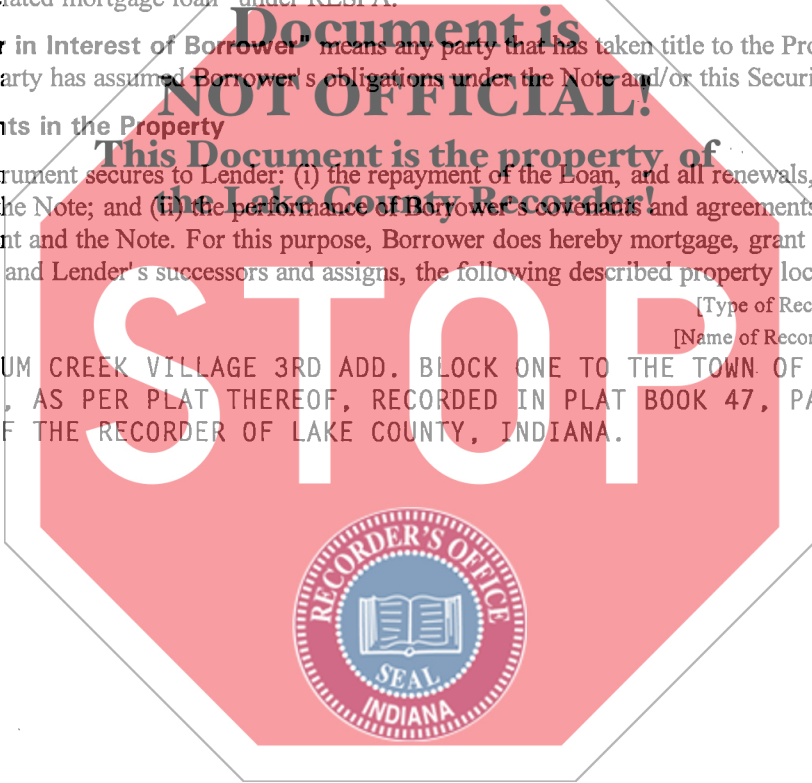 ated mortgage loan" under RESPA.
Document is
r in Interest of Borrower" means any party that has taken title to the Pro
arty has assumed Borrower's obligations under the Note and/or this Securi
NOT OFFICIAL!
nts in the Property
This Document is the property of
rument secures to Lender: (i) the repayment of the Loan, and all renewals,
the Lake County Recorder!
he Note; and (ii) the performance of Borrower's covenants and agreements
nt and the Note. For this purpose, Borrower does hereby mortgage, grant
and Lender's successors and assigns, the following described property loc
[Type of Rec
[Name of Recor
STOP
UM CREEK VILLAGE 3RD ADD. BLOCK ONE TO THE TOWN OF
, AS PER PLAT THEREOF, RECORDED IN PLAT BOOK 47, PA
F THE RECORDER OF LAKE COUNTY, INDIANA.
RECORDER'S OFFICE
SEAL
INDIANA